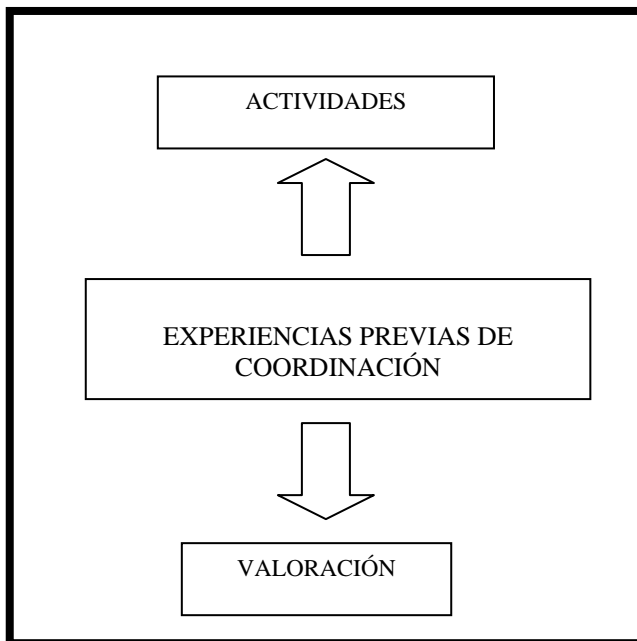 ACTIVIDADES
EXPERIENCIAS PREVIAS DE
COORDINACIÓN
VALORACIÓN